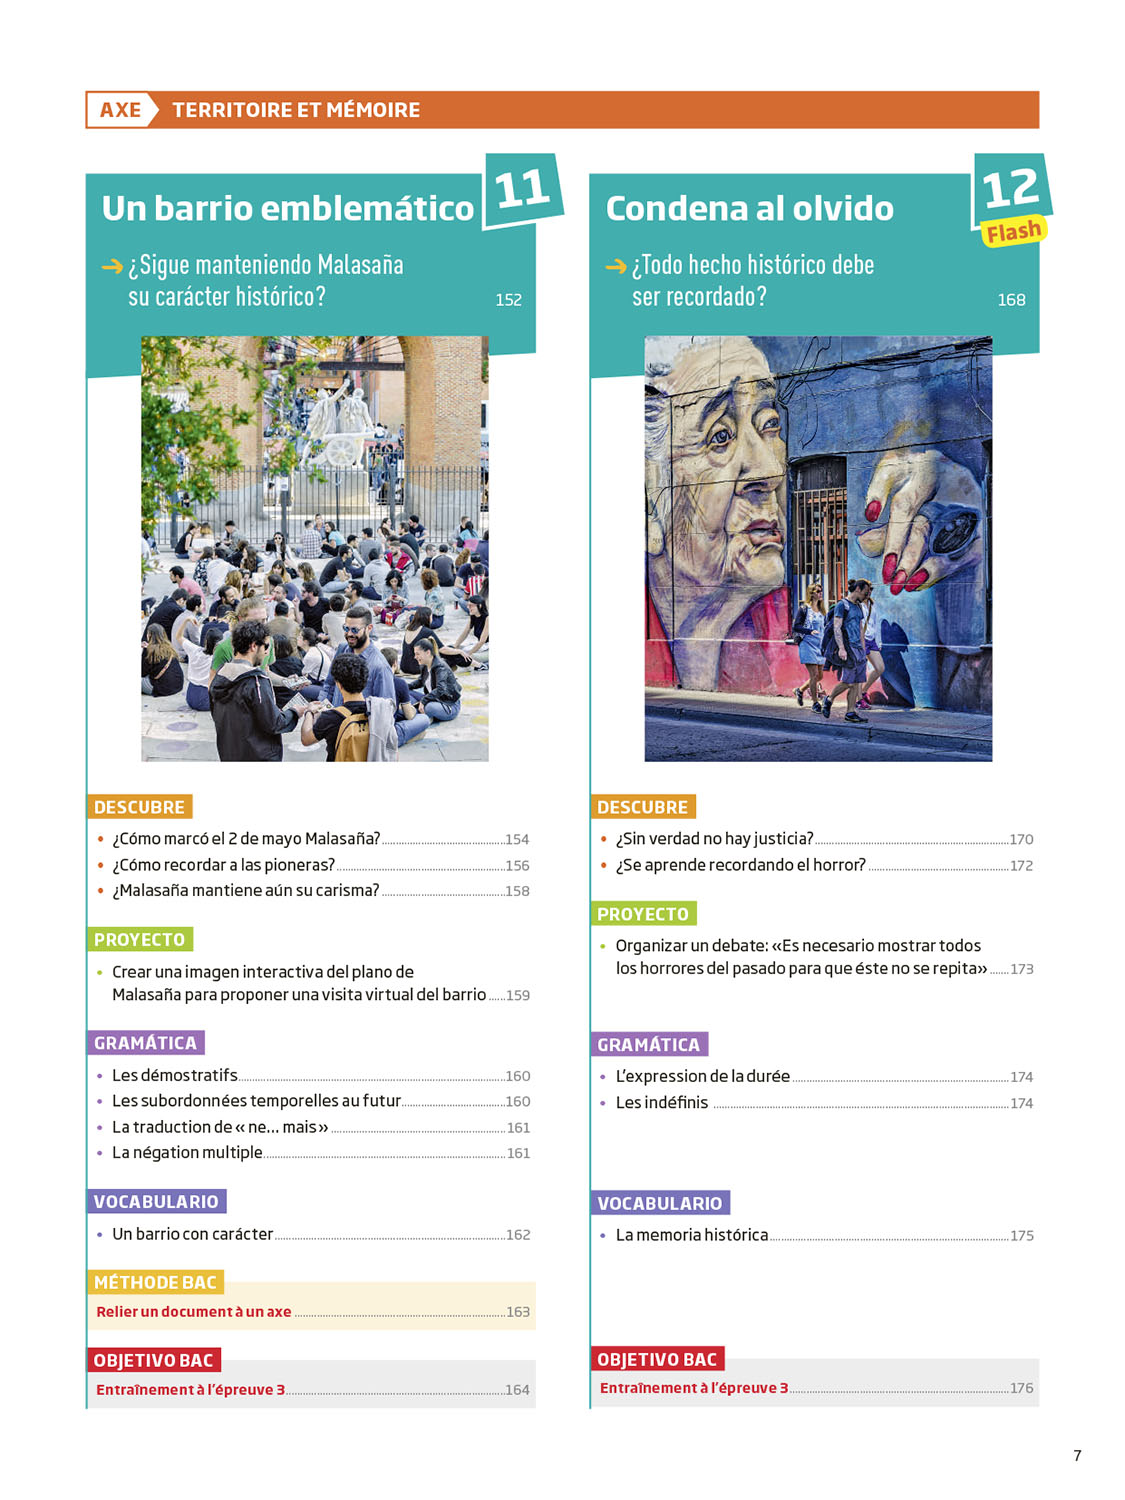 AXE TERRITOIRE ET MÉMOIRE
Un barrio emblemático 11
→ ¿Sigue manteniendo Malasaña
su carácter histórico? 152
DESCUBRE
• ¿Cómo marcó el 2 de mayo Malasaña? 154
• ¿Cómo recordar a las pioneras? 156
• ¿Malasaña mantiene aún su carisma? 158
PROYECTO
• Crear una imagen interactiva del plano de
Malasaña para proponer una visita virtual del barrio 159
GRAMÁTICA
• Les démostratifs 160
• Les subordonnées temporelles au futur 160
• La traduction de « ne... mais » 161
• La négation multiple 161
VOCABULARIO
• Un barrio con carácter 162
MÉTHODE BAC
Relier un document à un axe 163
OBJETIVO BAC
Entraînement à l'épreuve 3 164
Condena al olvido 12
Flash
→ ¿Todo hecho histórico debe
ser recordado? 168
DESCUBRE
• ¿Sin verdad no hay justicia? 170
• ¿Se aprende recordando el horror? 172
PROYECTO
• Organizar un debate: «Es necesario mostrar todos
los horrores del pasado para que éste no se repita» 173
GRAMÁTICA
• L'expression de la durée 174
• Les indéfinis 174
VOCABULARIO
• La memoria histórica 175
OBJETIVO BAC
Entraînement à l'épreuve 3 176
7